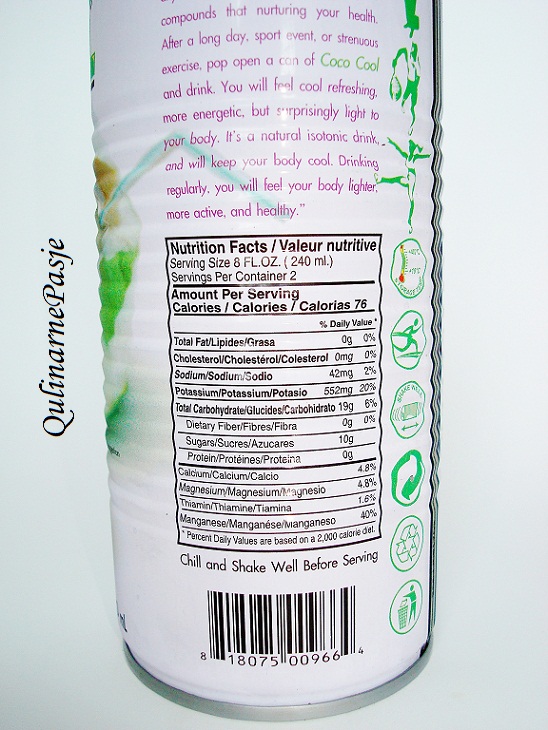 compounds that nurturing your health.
After a long day, sport event, or strenuous
exercise, pop open a can of Coco Cool
and drink. You will feel cool refreshing,
more energetic, but surprisingly light to
your body. It's a natural isotonic drink,
and will keep your body cool. Drinking
regularly, you will feel your body lighter,
more active, and healthy."
Nutrition Facts / Valeur nutritive
Serving Size 8 FL.OZ. ( 240 ml.)
Servings Per Container 2
Amount Per Serving
Calories / Calories / Calorias 76
% Daily Value *
Total Fat/Lipides/Grasa 0g 0%
Cholesterol/Cholestérol/Colesterol 0mg 0%
Sodium/Sodium/Sodio 42mg 2%
Potassium/Potassium/Potasio 552mg 20%
Total Carbohydrate/Glucides/Carbohidrato 19g 6%
Dietary Fiber/Fibres/Fibra 0g 0%
Sugars/Sucres/Azucares 10g
Protein/Protéines/Proteina 0g
Calcium/Calcium/Calcio 4.8%
Magnesium/Magnesium/Magnesio 4.8%
Thiamin/Thiamine/Tiamina 1.6%
Manganese/Manganése/Manganeso 40%
* Percent Daily Values are based on a 2,000 calorie diet.
Chill and Shake Well Before Serving
8 18075 00966 4
QulinarnePasje
SHAKE WELL